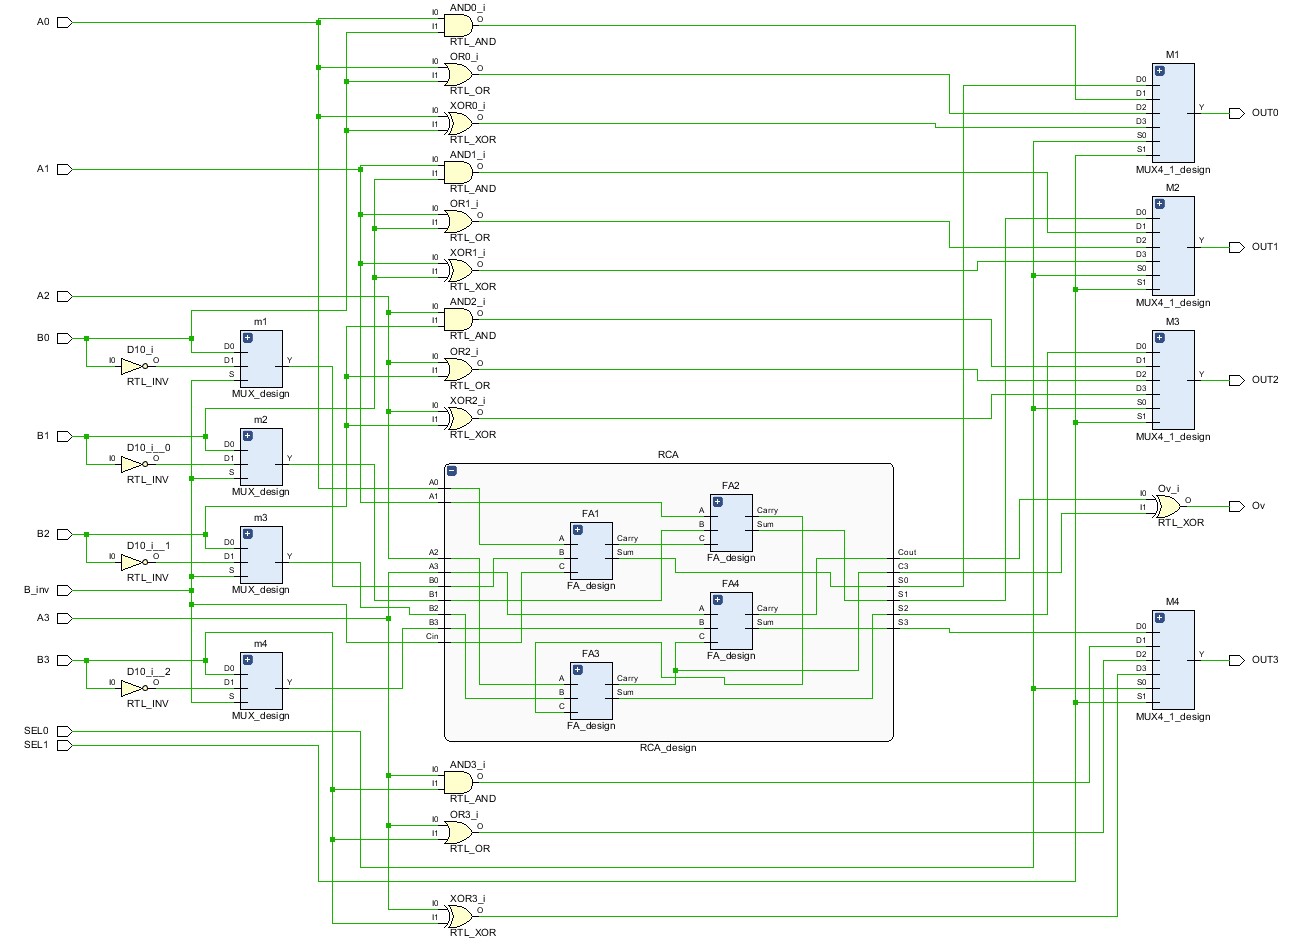 A0
I0
I1
AND0_i
O
RTL_AND
I0
I1
OR0_i
O
RTL_OR
I0
I1
XOR0_i
O
RTL_XOR
M1
D0
D1
D2
D3
S0
S1
Y
MUX4_1_design
OUT0
A1
I0
I1
AND1_i
O
RTL_AND
I0
I1
OR1_i
O
RTL_OR
I0
I1
XOR1_i
O
RTL_XOR
M2
D0
D1
D2
D3
S0
S1
Y
MUX4_1_design
OUT1
A2
I0
I1
AND2_i
O
RTL_AND
I0
I1
OR2_i
O
RTL_OR
I0
I1
XOR2_i
O
RTL_XOR
M3
D0
D1
D2
D3
S0
S1
Y
MUX4_1_design
OUT2
B0
D10_i
I0
O
RTL_INV
m1
D0
D1
S
Y
MUX_design
B1
D10_i__0
I0
O
RTL_INV
m2
D0
D1
S
Y
MUX_design
B2
D10_i__1
I0
O
RTL_INV
m3
D0
D1
S
Y
MUX_design
B_inv
A3
B3
D10_i__2
I0
O
RTL_INV
m4
D0
D1
S
Y
MUX_design
SEL0
SEL1
RCA
A0
A1
A2
A3
B0
B1
B2
B3
Cin
FA1
A
B
C
Carry
Sum
FA_design
FA2
A
B
C
Carry
Sum
FA_design
FA4
A
B
C
Carry
Sum
FA_design
FA3
A
B
C
Carry
Sum
FA_design
Cout
C3
S0
S1
S2
S3
RCA_design
I0
I1
Ov_i
O
RTL_XOR
Ov
M4
D0
D1
D2
D3
S0
S1
Y
MUX4_1_design
OUT3
I0
I1
AND3_i
O
RTL_AND
I0
I1
OR3_i
O
RTL_OR
I0
I1
XOR3_i
O
RTL_XOR